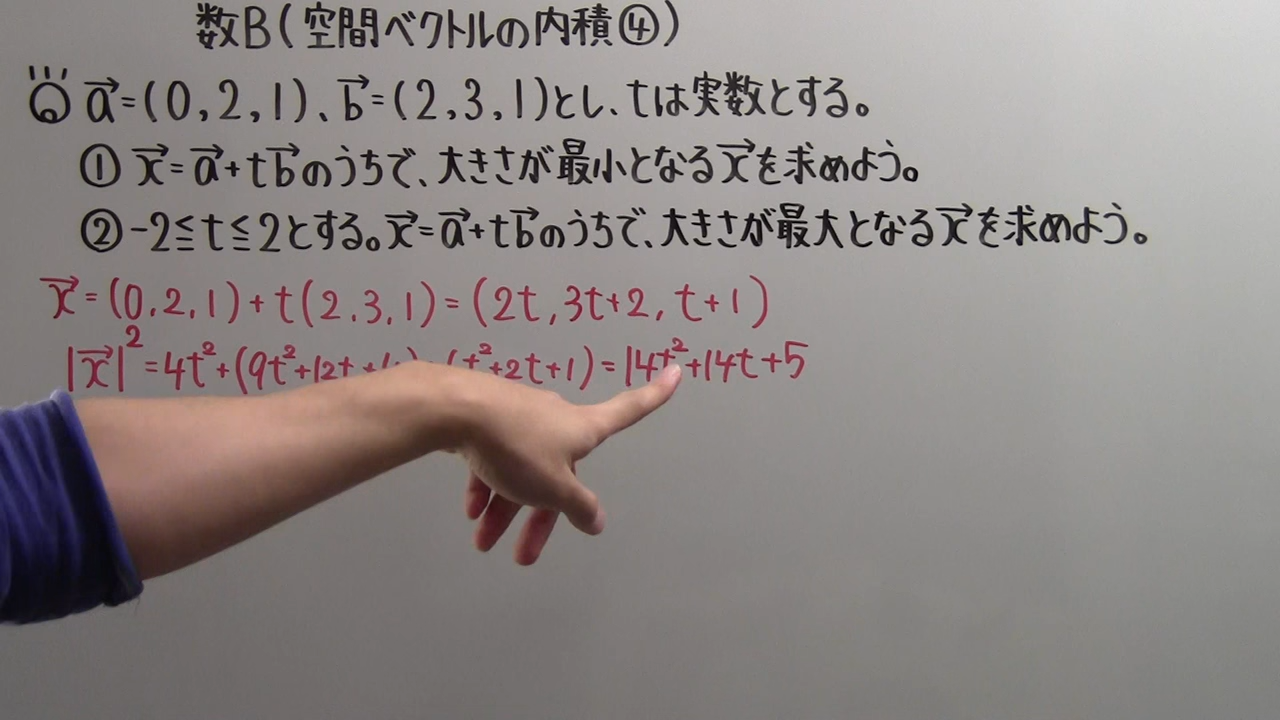 数B(空間ベクトルの内積④)
a→=(0,2,1)、b→=(2,3,1)とし、tは実数とする。
① x→=a→+tb→のうちで、大きさが最小となるx→を求めよう。
② -2≦t≦2とする。x→=a→+tb→のうちで、大きさが最大となるx→を求めよう。
x→=(0,2,1)+t(2,3,1)=(2t,3t+2,t+1)
|x→|²=4t²+(9t²+12t+ t²+2t+1)=14t²+14t+5